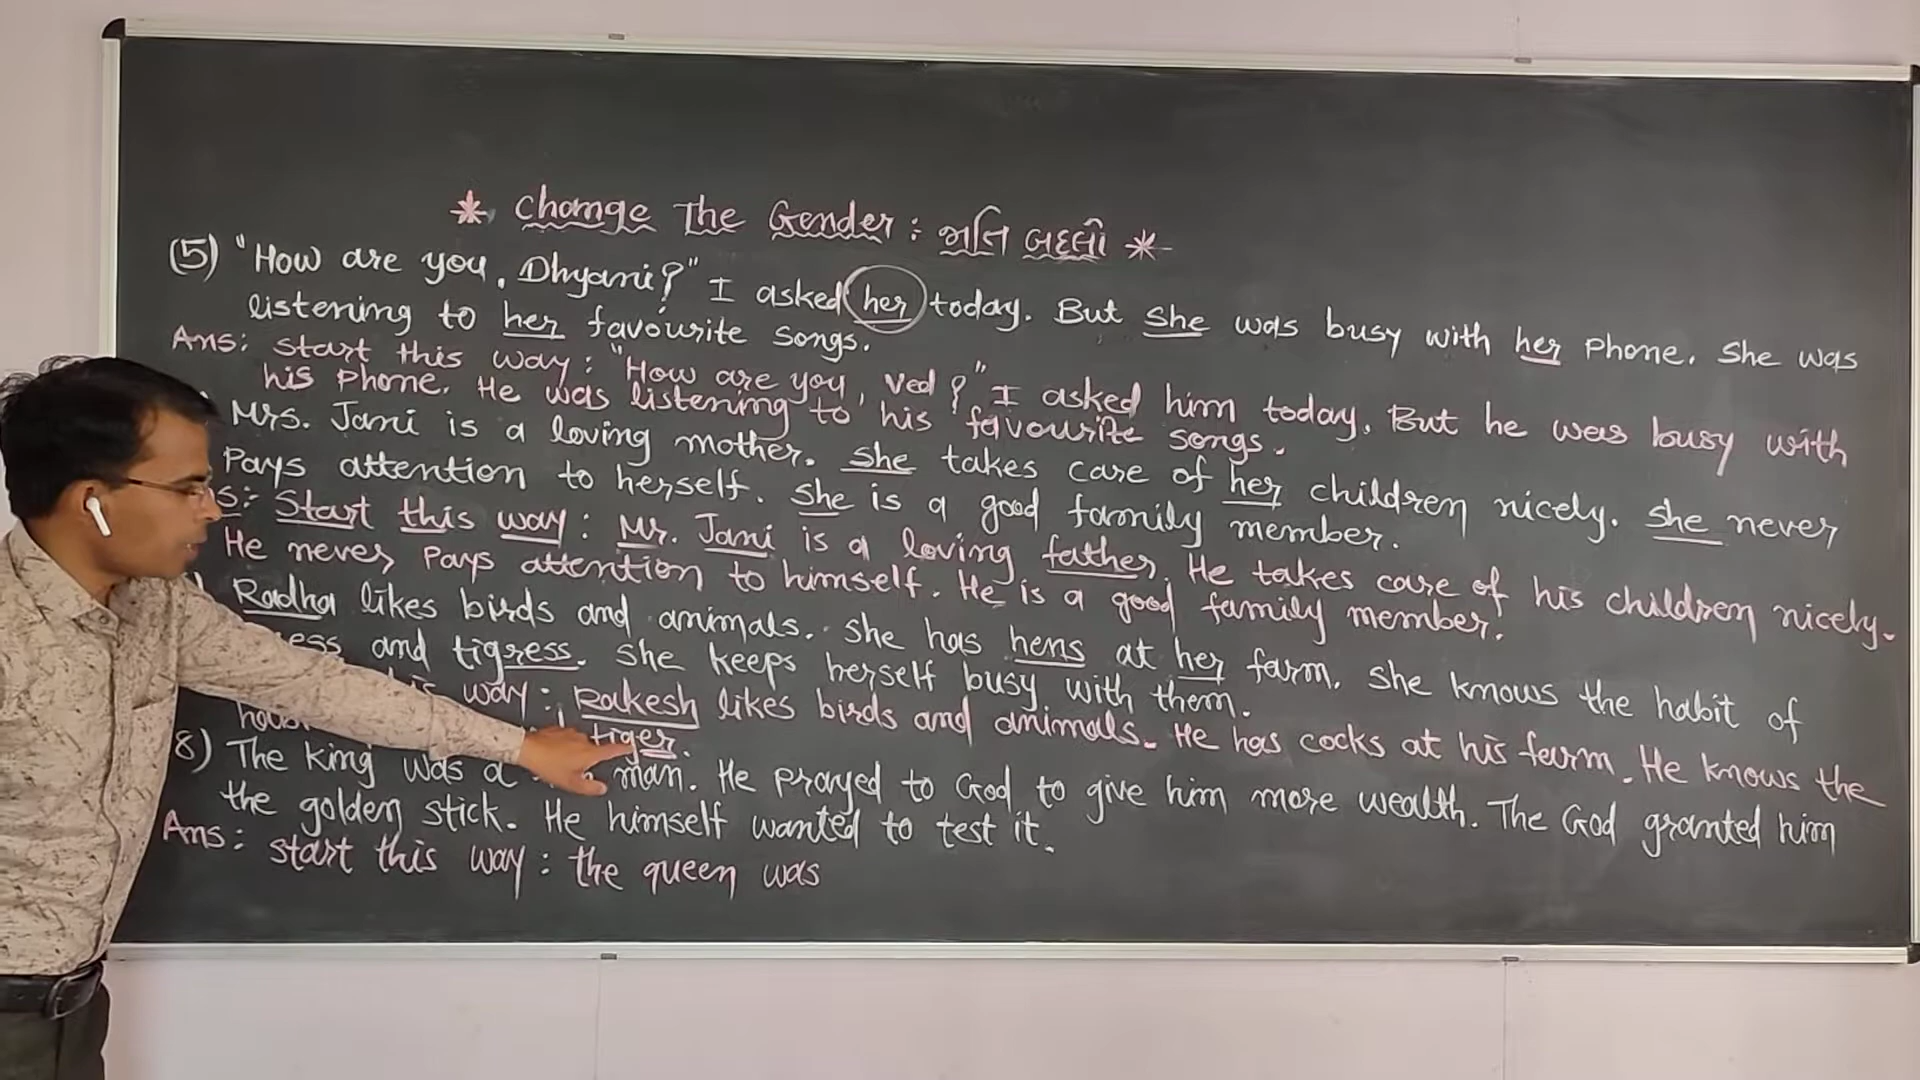 * Change The Gender : જાતિ બદલો *
(5) "How are you, Dhyani?" I asked her today. But she was busy with her phone. She was
listening to her favourite songs.
Ans: start this way : "How are you, Ved?" I asked him today. But he was busy with
his phone. He was listening to his favourite songs.
Mrs. Jani is a loving mother. She takes care of her children nicely. She never
Pays attention to herself. She is a good family member.
s: Start this way : Mr. Jani is a loving father. He takes care of his children nicely.
He never Pays attention to himself. He is a good family member.
Radha likes birds and animals. She has hens at her farm. She knows the habit of
ess and tigress. She keeps herself busy with them.
way : Rakesh likes birds and animals. He has cocks at his farm. He knows the
tiger.
8) The king was a man. He prayed to God to give him more wealth. The God granted him
the golden stick. He himself wanted to test it.
Ans : start this way : the queen was